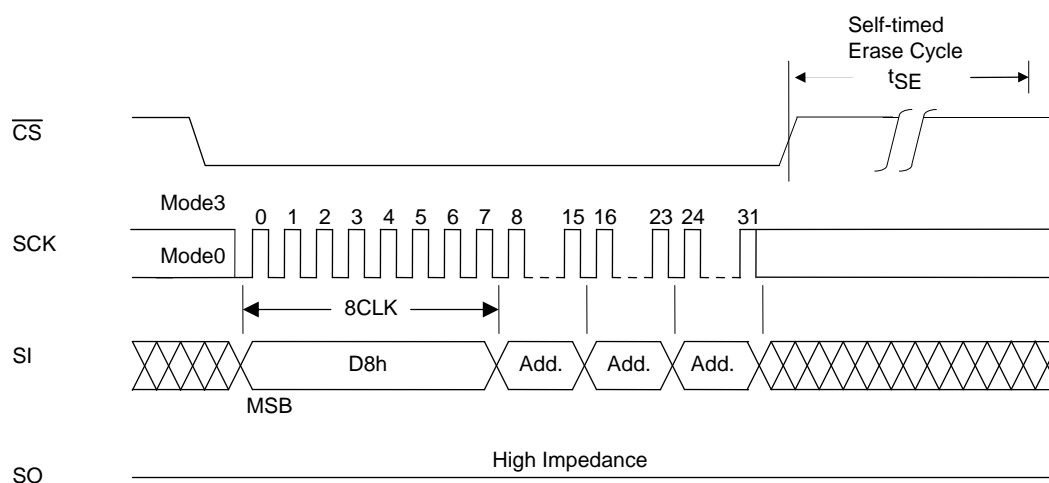 Self-timed
Erase Cycle
tSE
CS
Mode3
0 1 2 3 4 5 6 7 8 15 16 23 24 31
SCK
Mode0
8CLK
SI
D8h Add. Add. Add.
MSB
High Impedance
SO